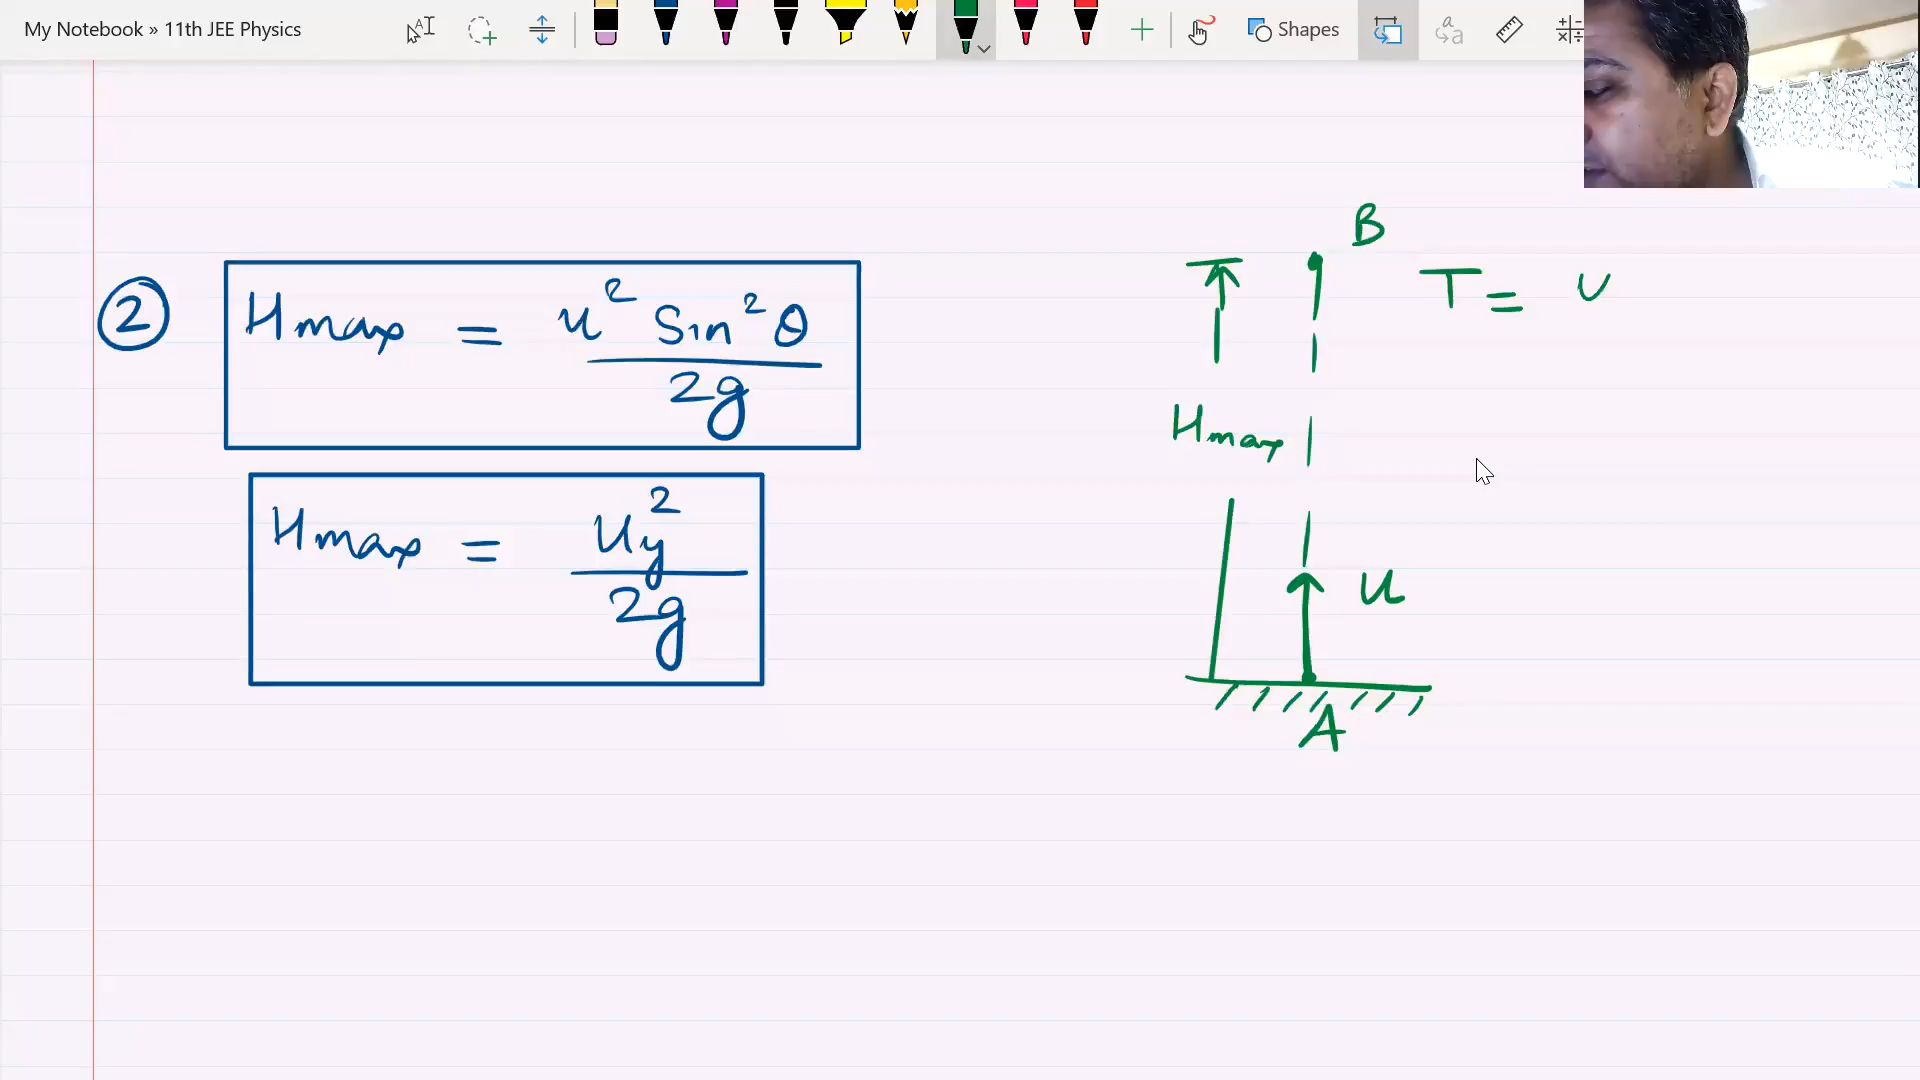 My Notebook » 11th JEE Physics
Shapes
② Hmax = u² Sin²θ
2g
Hmax = Uy²
2g
B
T = u
Hmax
u
A